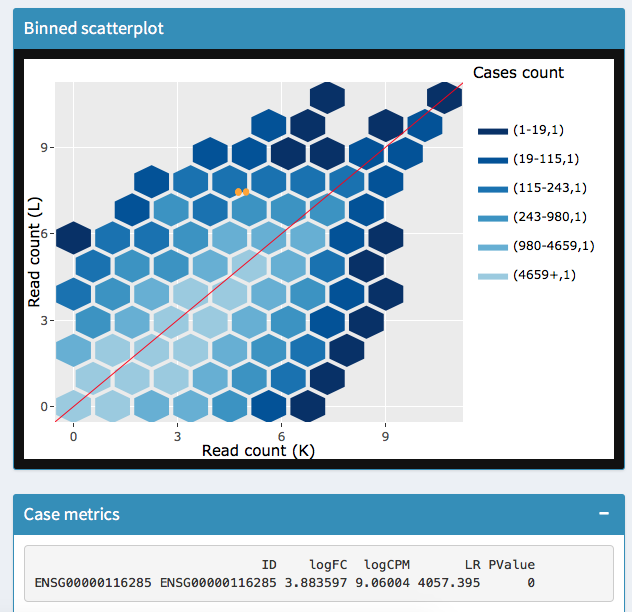 Binned scatterplot
Cases count
(1-19,1)
(19-115,1)
(115-243,1)
(243-980,1)
(980-4659,1)
(4659+,1)
Read count (L)
9
6
3
0
0 3 6 9
Read count (K)
Case metrics
ID logFC logCPM LR PValue
ENSG00000116285 ENSG00000116285 3.883597 9.06004 4057.395 0